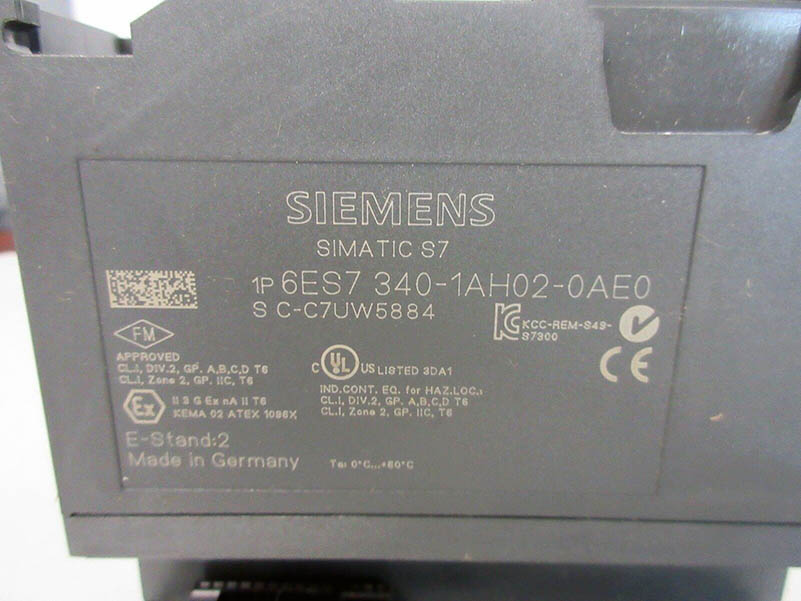 SIEMENS
SIMATIC S7
1P 6ES7 340-1AH02-0AE0
S C-C7UW5884
KCC-REM-S49-
S7300
FM
APPROVED
CL.I, DIV.2, GP. A,B,C,D T6
CL.I, Zone 2, GP. IIC, T6
C UL US LISTED 3DA1
IND.CONT. EQ. for HAZ.LOC.:
CL.I, DIV.2, GP. A,B,C,D T6
CL.I, Zone 2, GP. IIC, T6
CE
Ex II 3 G Ex nA II T6
KEMA 02 ATEX 1096X
E-Stand:2
Made in Germany
Ta: 0°C...+60°C